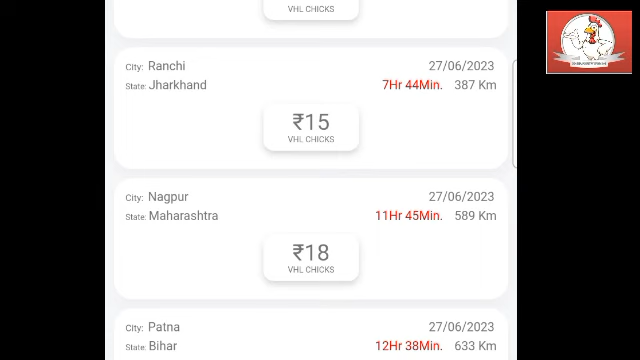 VHL CHICKS
City: Ranchi 27/06/2023
State: Jharkhand 7Hr 44Min. 387 Km
₹15
VHL CHICKS
City: Nagpur 27/06/2023
State: Maharashtra 11Hr 45Min. 589 Km
₹18
VHL CHICKS
City: Patna 27/06/2023
State: Bihar 12Hr 38Min. 633 Km